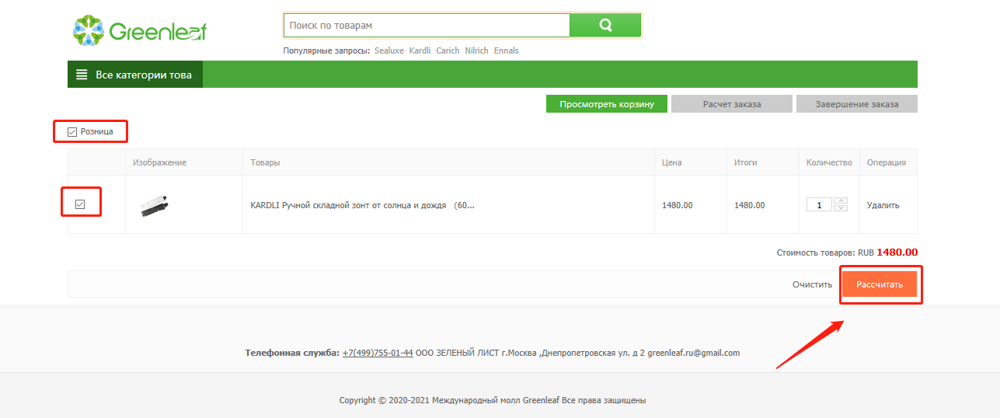 Greenleaf
Поиск по товарам
Популярные запросы: Sealuxe Kardli Carich Nilrich Ennals
Все категории това
Просмотреть корзину Расчет заказа Завершение заказа
Розница
Изображение Товары Цена Итоги Количество Операция
KARDLI Ручной складной зонт от солнца и дождя (60... 1480.00 1480.00 1 Удалить
Стоимость товаров: RUB 1480.00
Очистить Рассчитать
Телефонная служба: +7(499)755-01-44 ООО ЗЕЛЕНЫЙ ЛИСТ г.Москва ,Днепропетровская ул. д 2 greenleaf.ru@gmail.com
Copyright © 2020-2021 Международный молл Greenleaf Все права защищены